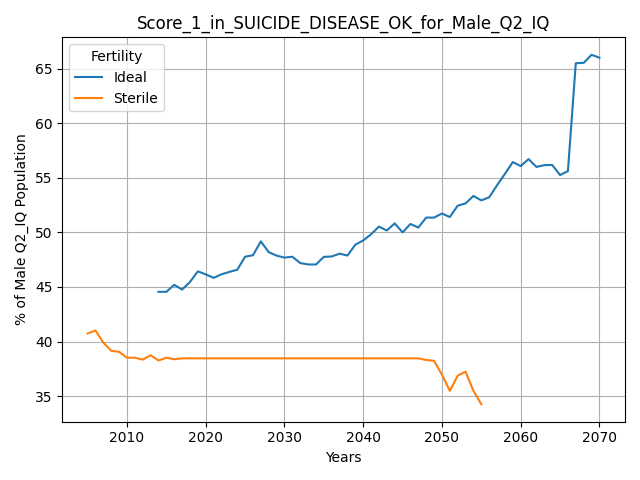 Score_1_in_SUICIDE_DISEASE_OK_for_Male_Q2_IQ
Fertility
Ideal
Sterile
% of Male Q2_IQ Population
65
60
55
50
45
40
35
2010 2020 2030 2040 2050 2060 2070
Years